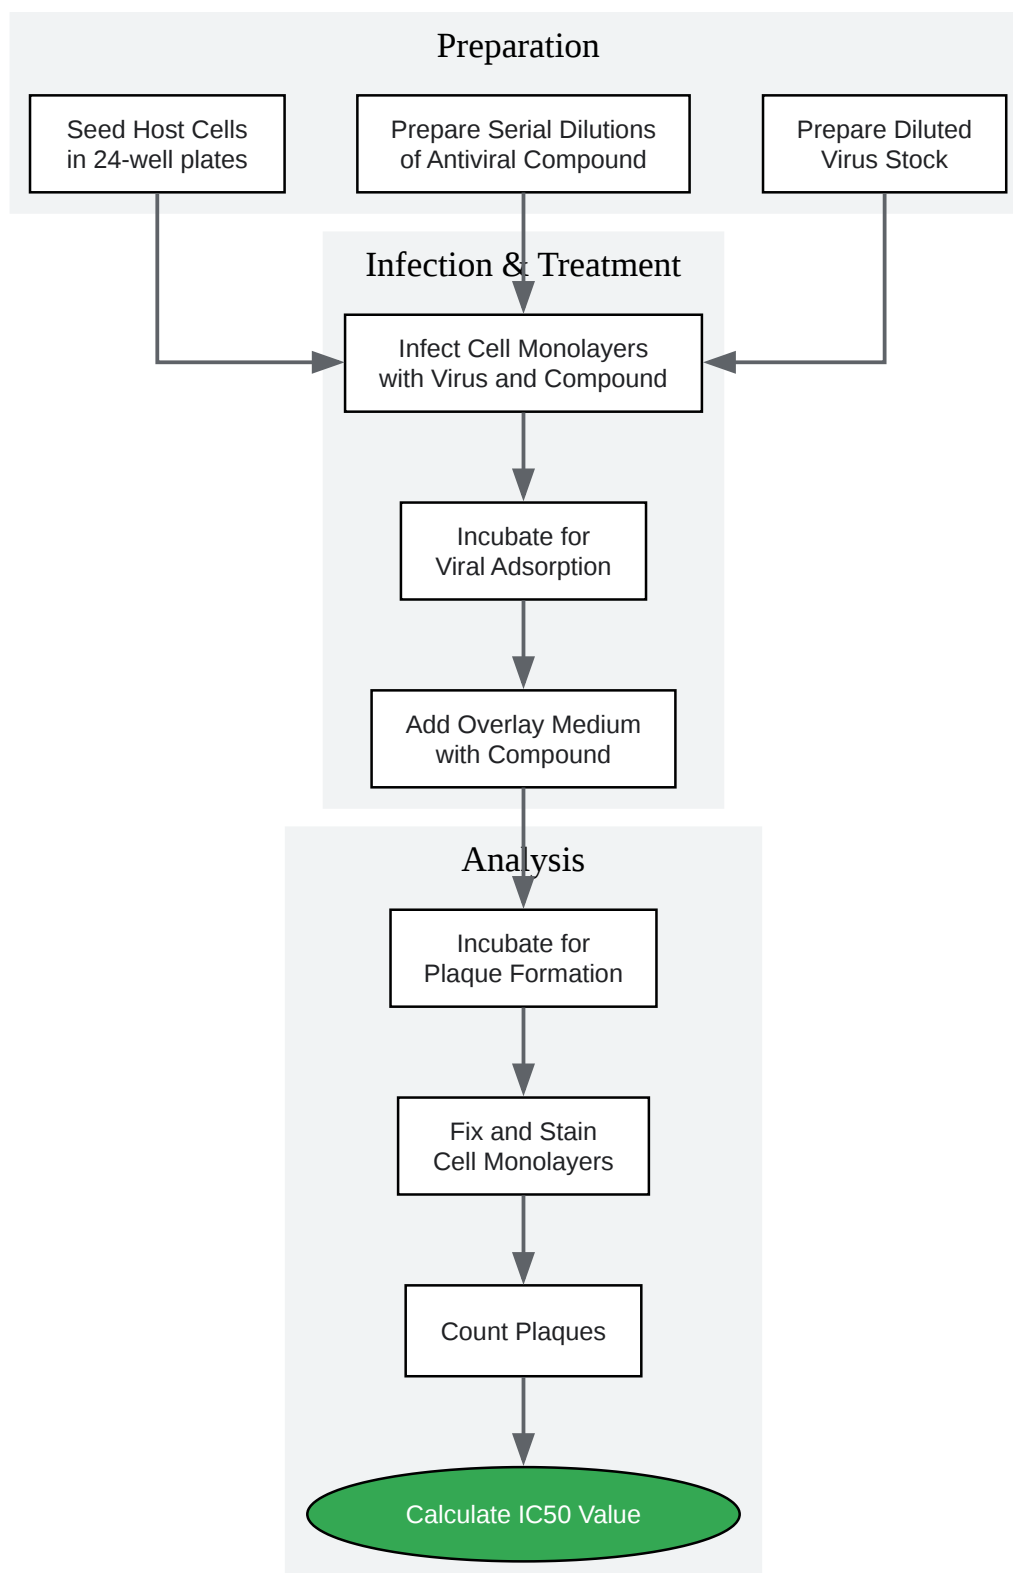 Preparation
Seed Host Cells
in 24-well plates
Prepare Serial Dilutions
of Antiviral Compound
Prepare Diluted
Virus Stock
Infection & Treatment
Infect Cell Monolayers
with Virus and Compound
Incubate for
Viral Adsorption
Add Overlay Medium
with Compound
Analysis
Incubate for
Plaque Formation
Fix and Stain
Cell Monolayers
Count Plaques
Calculate IC50 Value